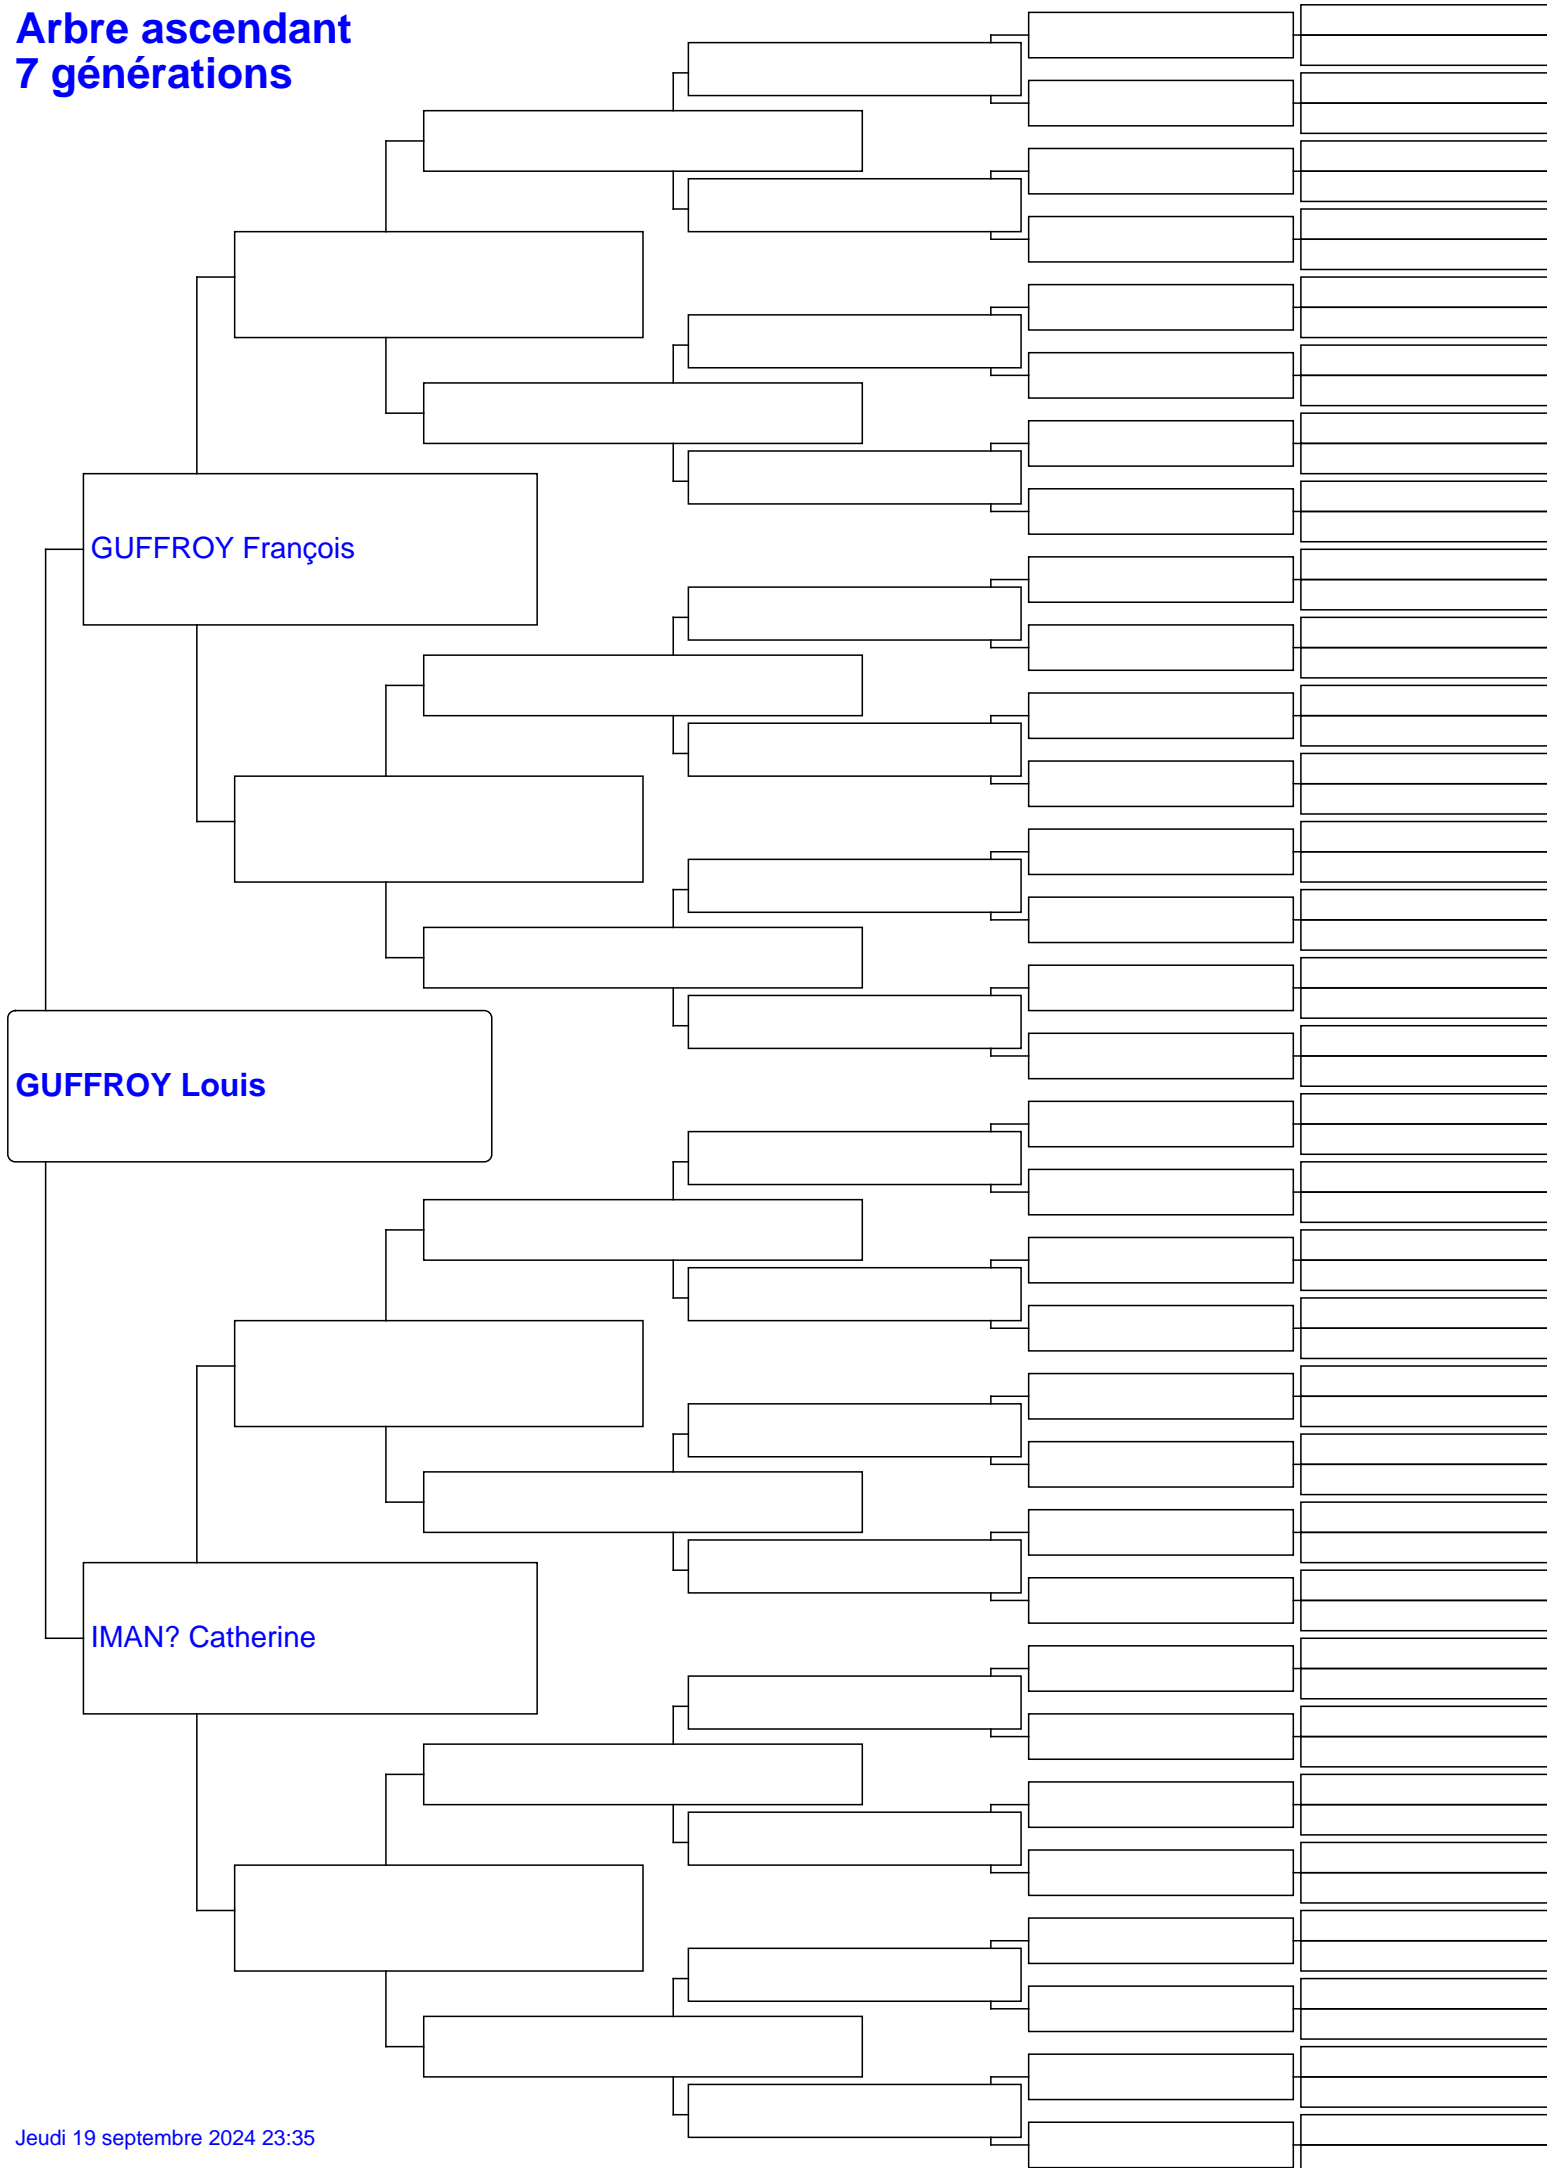 Arbre ascendant
7 générations
GUFFROY François
GUFFROY Louis
IMAN? Catherine
Jeudi 19 septembre 2024 23:35